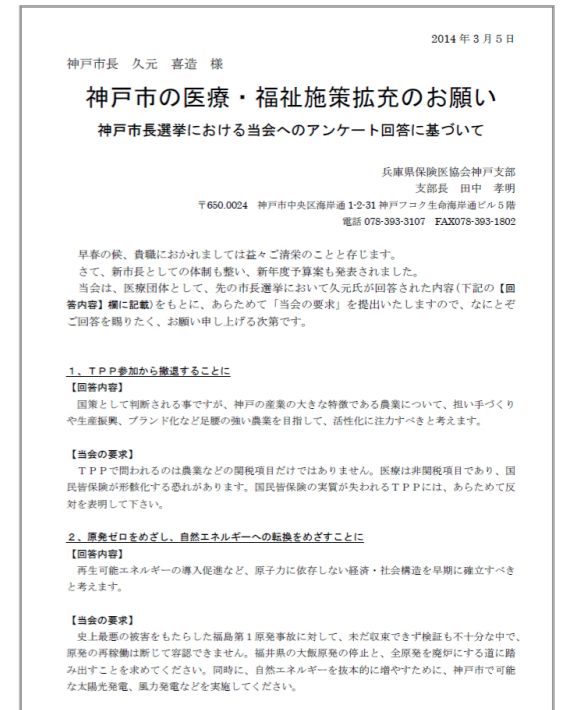 2014 年 3 月 5 日
神戸市長　久元　喜造　様
神戸市の医療・福祉施策拡充のお願い
神戸市長選挙における当会へのアンケート回答に基づいて
兵庫県保険医協会神戸支部
支部長　田中　孝明
〒650.0024　神戸市中央区海岸通 1-2-31 神戸フコク生命海岸通ビル 5 階
電話 078-393-3107　FAX078-393-1802
早春の候、貴職におかれましては益々ご清栄のことと存じます。
さて、新市長としての体制も整い、新年度予算案も発表されました。
当会は、医療団体として、先の市長選挙において久元氏が回答された内容(下記の【回
答内容】欄に記載)をもとに、あらためて「当会の要求」を提出いたしますので、なにとぞ
ご回答を賜りたく、お願い申し上げる次第です。
1、ＴＰＰ参加から撤退することに
【回答内容】
国策として判断される事ですが、神戸の産業の大きな特徴である農業について、担い手づくり
や生産振興、ブランド化など足腰の強い農業を目指して、活性化に注力すべきと考えます。
【当会の要求】
ＴＰＰで問われるのは農業などの関税項目だけではありません。医療は非関税項目であり、国
民皆保険が形骸化する恐れがあります。国民皆保険の実質が失われるＴＰＰには、あらためて反
対を表明して下さい。
2、原発ゼロをめざし、自然エネルギーへの転換をめざすことに
【回答内容】
再生可能エネルギーの導入促進など、原子力に依存しない経済・社会構造を早期に確立すべき
と考えます。
【当会の要求】
史上最悪の被害をもたらした福島第１原発事故に対して、未だ収束できず検証も不十分な中で、
原発の再稼働は断じて容認できません。福井県の大飯原発の停止と、全原発を廃炉にする道に踏
み出すことを求めてください。同時に、自然エネルギーを抜本的に増やすために、神戸市で可能
な太陽光発電、風力発電などを実施してください。